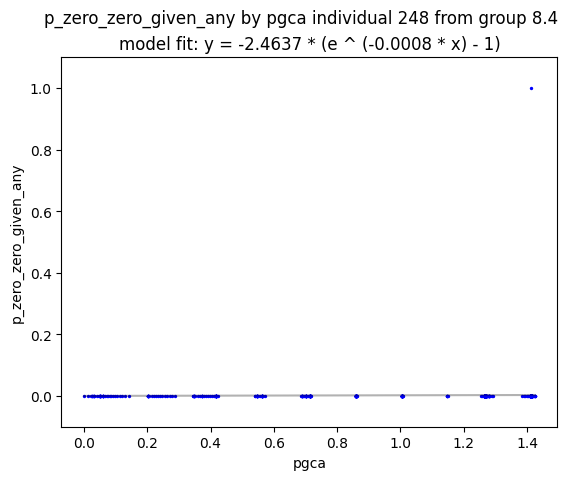 p_zero_zero_given_any by pgca individual 248 from group 8.4
model fit: y = -2.4637 * (e ^ (-0.0008 * x) - 1)
1.0
0.8
0.6
0.4
0.2
0.0
p_zero_zero_given_any
0.0 0.2 0.4 0.6 0.8 1.0 1.2 1.4
pgca